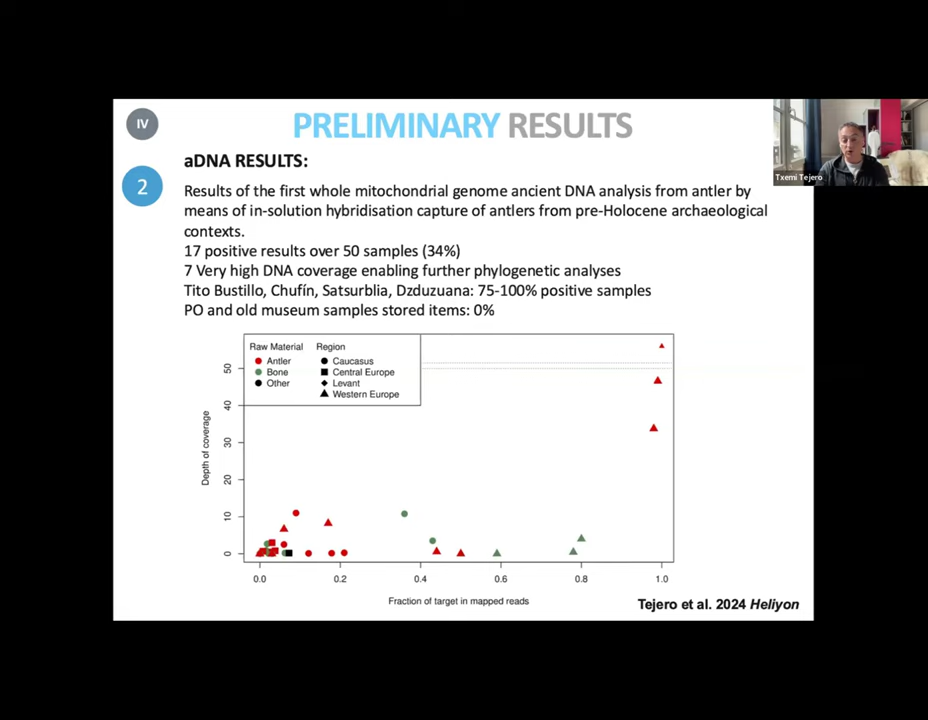 IV
PRELIMINARY RESULTS
Txemi Tejero
2
aDNA RESULTS:
Results of the first whole mitochondrial genome ancient DNA analysis from antler by
means of in-solution hybridisation capture of antlers from pre-Holocene archaeological
contexts.
17 positive results over 50 samples (34%)
7 Very high DNA coverage enabling further phylogenetic analyses
Tito Bustillo, Chufín, Satsurblia, Dzduzuana: 75-100% positive samples
PO and old museum samples stored items: 0%
Raw Material Region
Antler Caucasus
Bone Central Europe
Other Levant
Western Europe
Depth of coverage
50
40
30
20
10
0
0.0 0.2 0.4 0.6 0.8 1.0
Fraction of target in mapped reads
Tejero et al. 2024 Heliyon